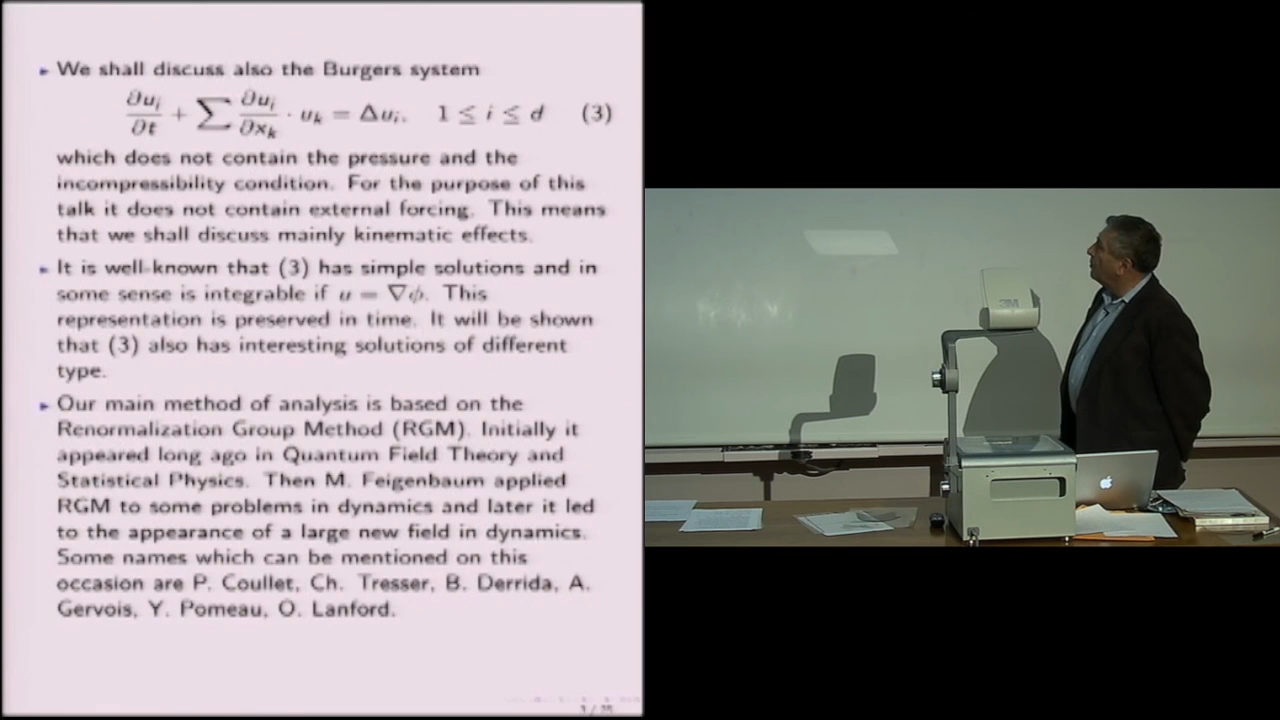 ▸ We shall discuss also the Burgers system
∂uᵢ/∂t + ∑ ∂uᵢ/∂xₖ · uₖ = Δuᵢ, 1 ≤ i ≤ d (3)
which does not contain the pressure and the
incompressibility condition. For the purpose of this
talk it does not contain external forcing. This means
that we shall discuss mainly kinematic effects.
▸ It is well-known that (3) has simple solutions and in
some sense is integrable if u = ∇ϕ. This
representation is preserved in time. It will be shown
that (3) also has interesting solutions of different
type.
▸ Our main method of analysis is based on the
Renormalization Group Method (RGM). Initially it
appeared long ago in Quantum Field Theory and
Statistical Physics. Then M. Feigenbaum applied
RGM to some problems in dynamics and later it led
to the appearance of a large new field in dynamics.
Some names which can be mentioned on this
occasion are P. Coullet, Ch. Tresser, B. Derrida, A.
Gervois, Y. Pomeau, O. Lanford.
3M